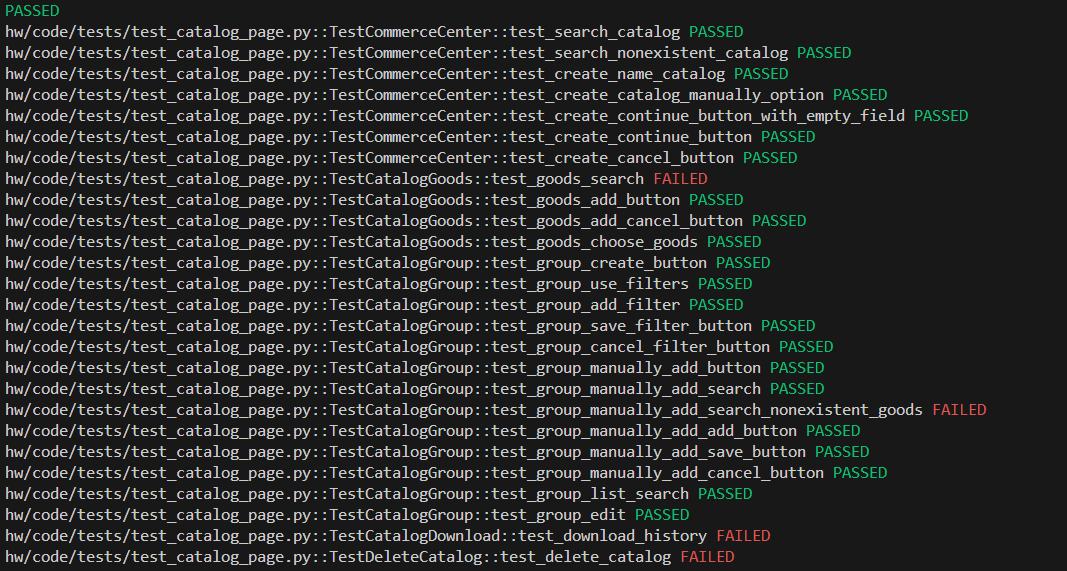 PASSED
hw/code/tests/test_catalog_page.py::TestCommerceCenter::test_search_catalog PASSED
hw/code/tests/test_catalog_page.py::TestCommerceCenter::test_search_nonexistent_catalog PASSED
hw/code/tests/test_catalog_page.py::TestCommerceCenter::test_create_name_catalog PASSED
hw/code/tests/test_catalog_page.py::TestCommerceCenter::test_create_catalog_manually_option PASSED
hw/code/tests/test_catalog_page.py::TestCommerceCenter::test_create_continue_button_with_empty_field PASSED
hw/code/tests/test_catalog_page.py::TestCommerceCenter::test_create_continue_button PASSED
hw/code/tests/test_catalog_page.py::TestCommerceCenter::test_create_cancel_button PASSED
hw/code/tests/test_catalog_page.py::TestCatalogGoods::test_goods_search FAILED
hw/code/tests/test_catalog_page.py::TestCatalogGoods::test_goods_add_button PASSED
hw/code/tests/test_catalog_page.py::TestCatalogGoods::test_goods_add_cancel_button PASSED
hw/code/tests/test_catalog_page.py::TestCatalogGoods::test_goods_choose_goods PASSED
hw/code/tests/test_catalog_page.py::TestCatalogGroup::test_group_create_button PASSED
hw/code/tests/test_catalog_page.py::TestCatalogGroup::test_group_use_filters PASSED
hw/code/tests/test_catalog_page.py::TestCatalogGroup::test_group_add_filter PASSED
hw/code/tests/test_catalog_page.py::TestCatalogGroup::test_group_save_filter_button PASSED
hw/code/tests/test_catalog_page.py::TestCatalogGroup::test_group_cancel_filter_button PASSED
hw/code/tests/test_catalog_page.py::TestCatalogGroup::test_group_manually_add_button PASSED
hw/code/tests/test_catalog_page.py::TestCatalogGroup::test_group_manually_add_search PASSED
hw/code/tests/test_catalog_page.py::TestCatalogGroup::test_group_manually_add_search_nonexistent_goods FAILED
hw/code/tests/test_catalog_page.py::TestCatalogGroup::test_group_manually_add_add_button PASSED
hw/code/tests/test_catalog_page.py::TestCatalogGroup::test_group_manually_add_save_button PASSED
hw/code/tests/test_catalog_page.py::TestCatalogGroup::test_group_manually_add_cancel_button PASSED
hw/code/tests/test_catalog_page.py::TestCatalogGroup::test_group_list_search PASSED
hw/code/tests/test_catalog_page.py::TestCatalogGroup::test_group_edit PASSED
hw/code/tests/test_catalog_page.py::TestCatalogDownload::test_download_history FAILED
hw/code/tests/test_catalog_page.py::TestDeleteCatalog::test_delete_catalog FAILED